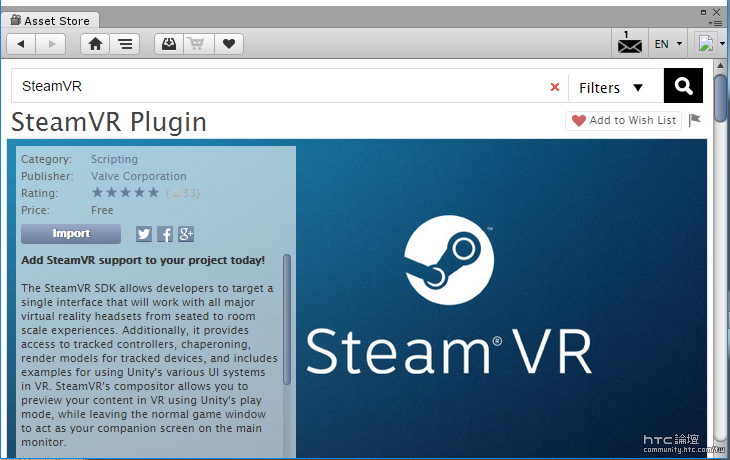 Asset Store
1
EN
SteamVR
Filters
SteamVR Plugin
Add to Wish List
Category: Scripting
Publisher: Valve Corporation
Rating: ★★★★★ (33)
Price: Free
Import
Add SteamVR support to your project today!
The SteamVR SDK allows developers to target a
single interface that will work with all major
virtual reality headsets from seated to room
scale experiences. Additionally, it provides
access to tracked controllers, chaperoning,
render models for tracked devices, and includes
examples for using Unity's various UI systems
in VR. SteamVR's compositor allows you to
preview your content in VR using Unity's play
mode, while leaving the normal game window
to act as your companion screen on the main
monitor.
™
Steam® VR
htc 論壇
community.htc.com/tw